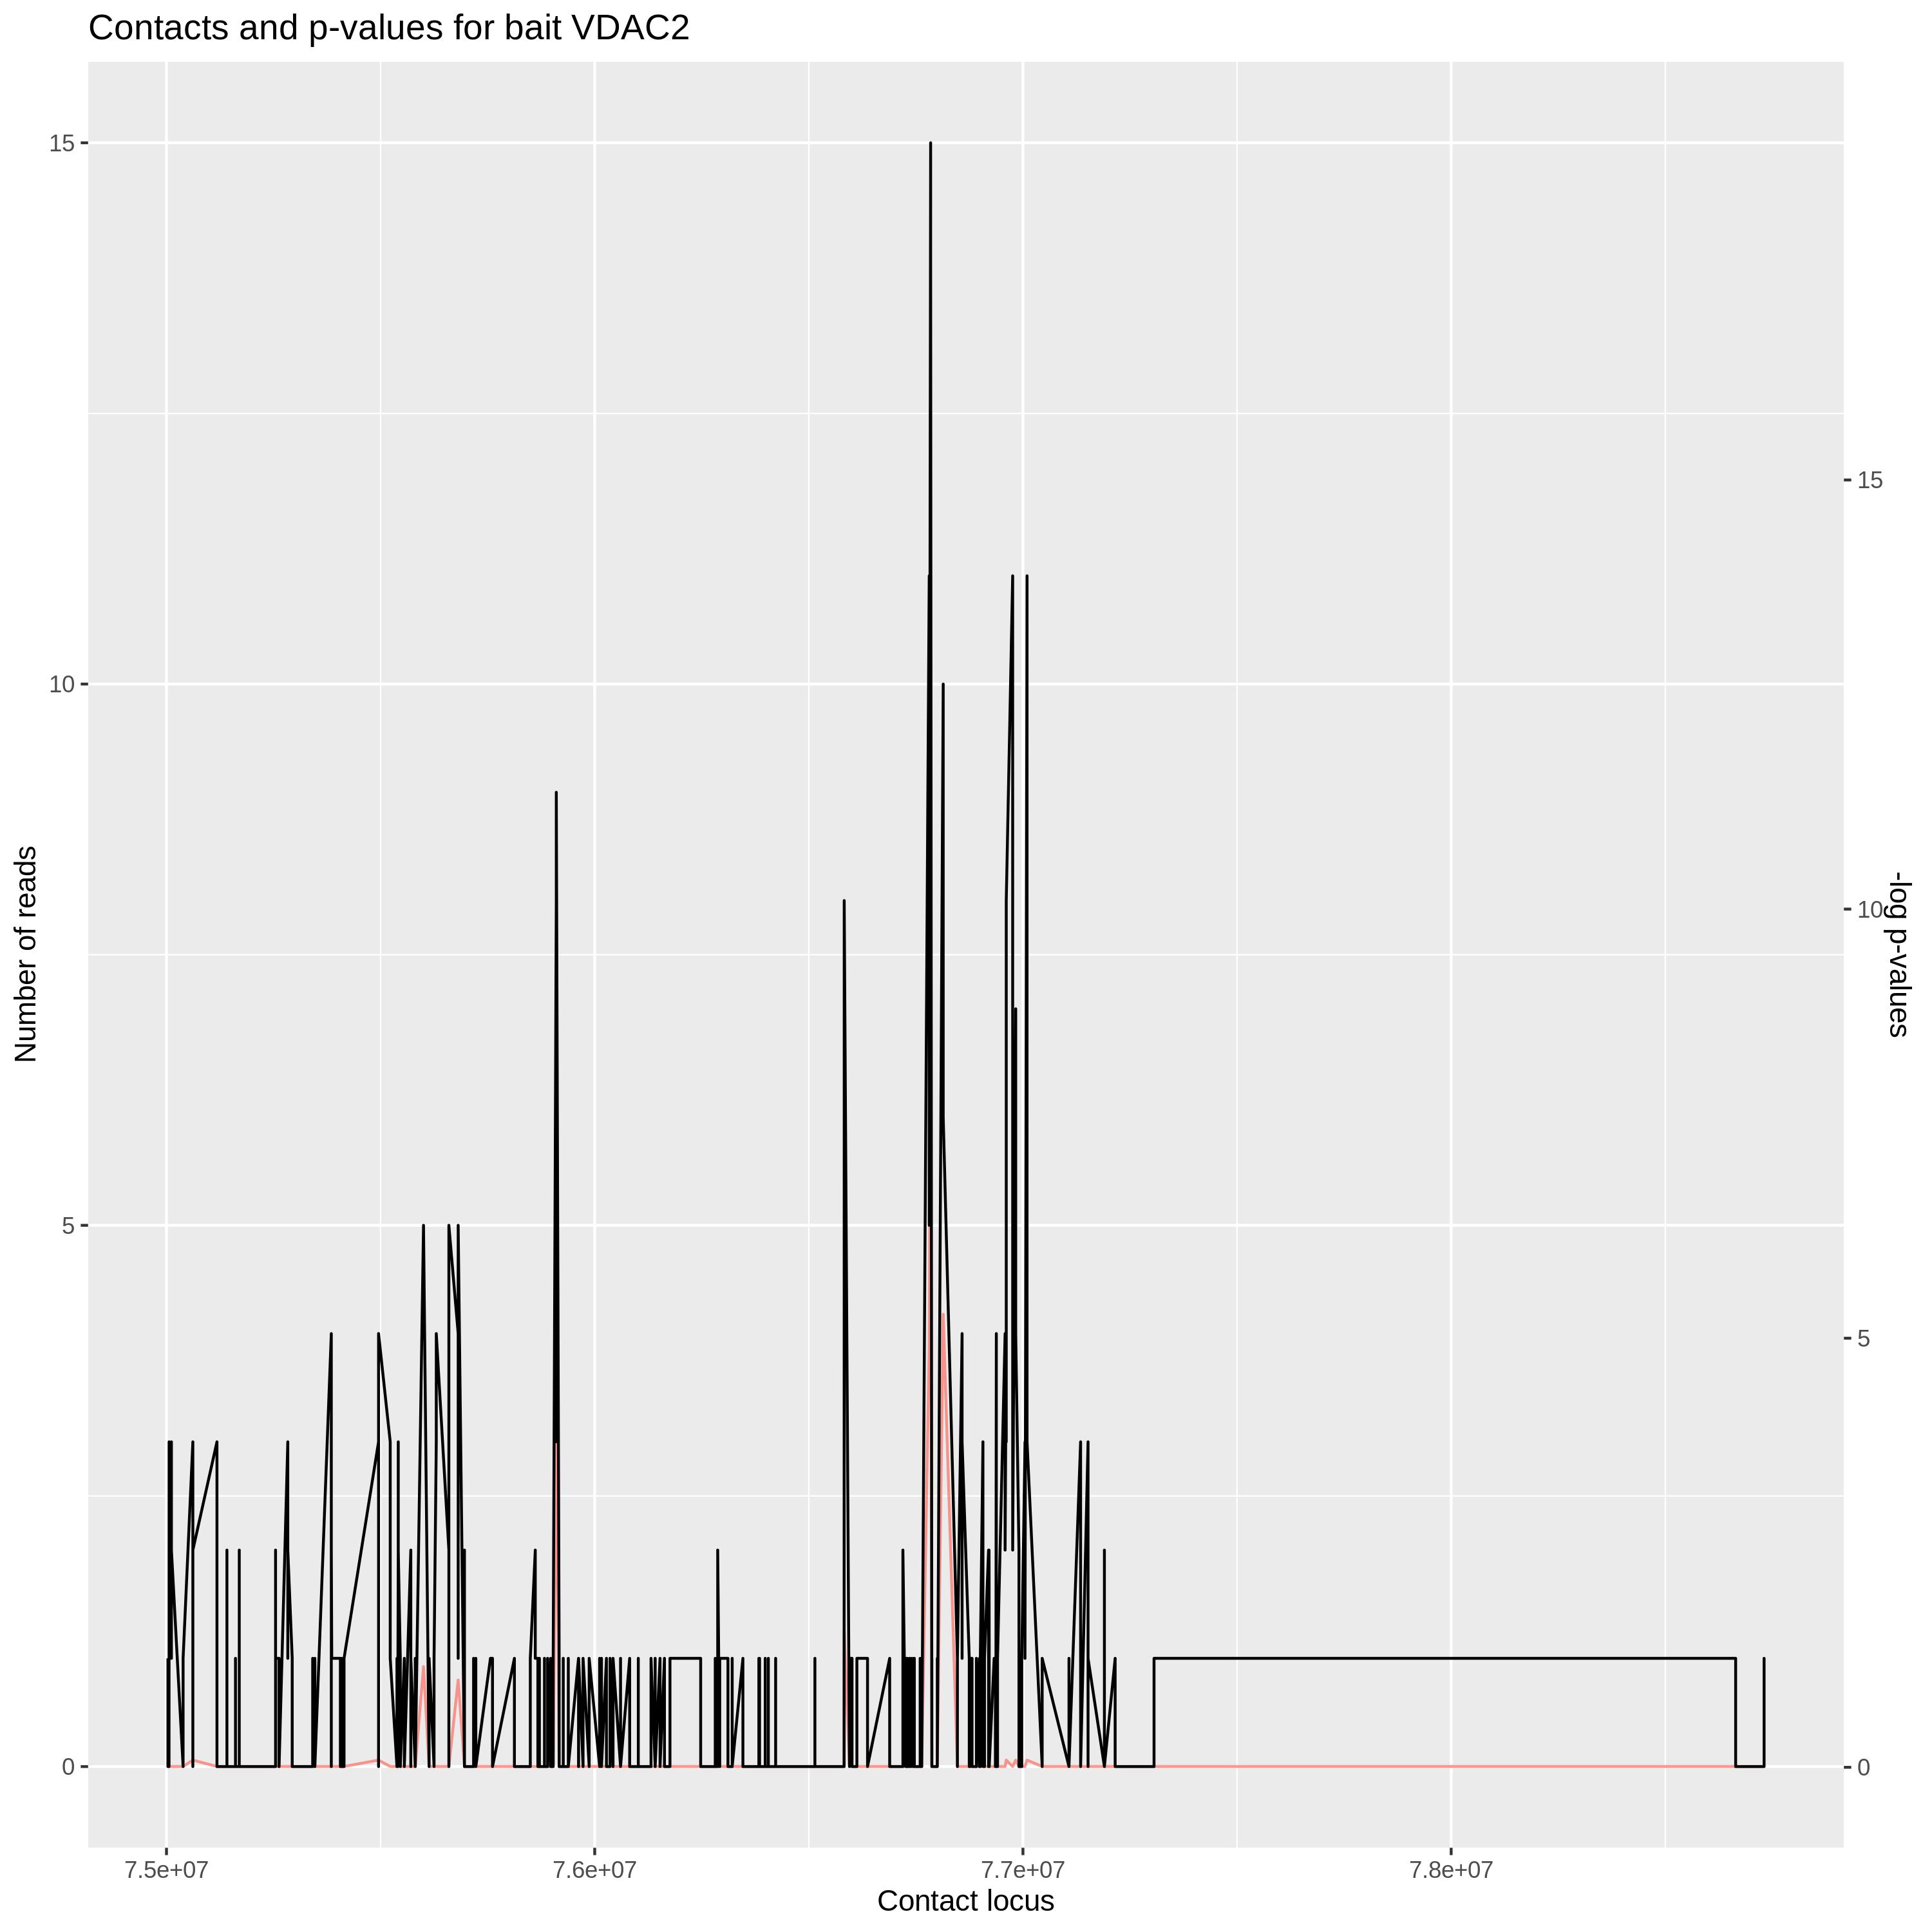 Contacts and p-values for bait VDAC2
15
10
5
0
Number of reads
15
10
5
0
-log p-values
7.5e+07
7.6e+07
7.7e+07
7.8e+07
Contact locus